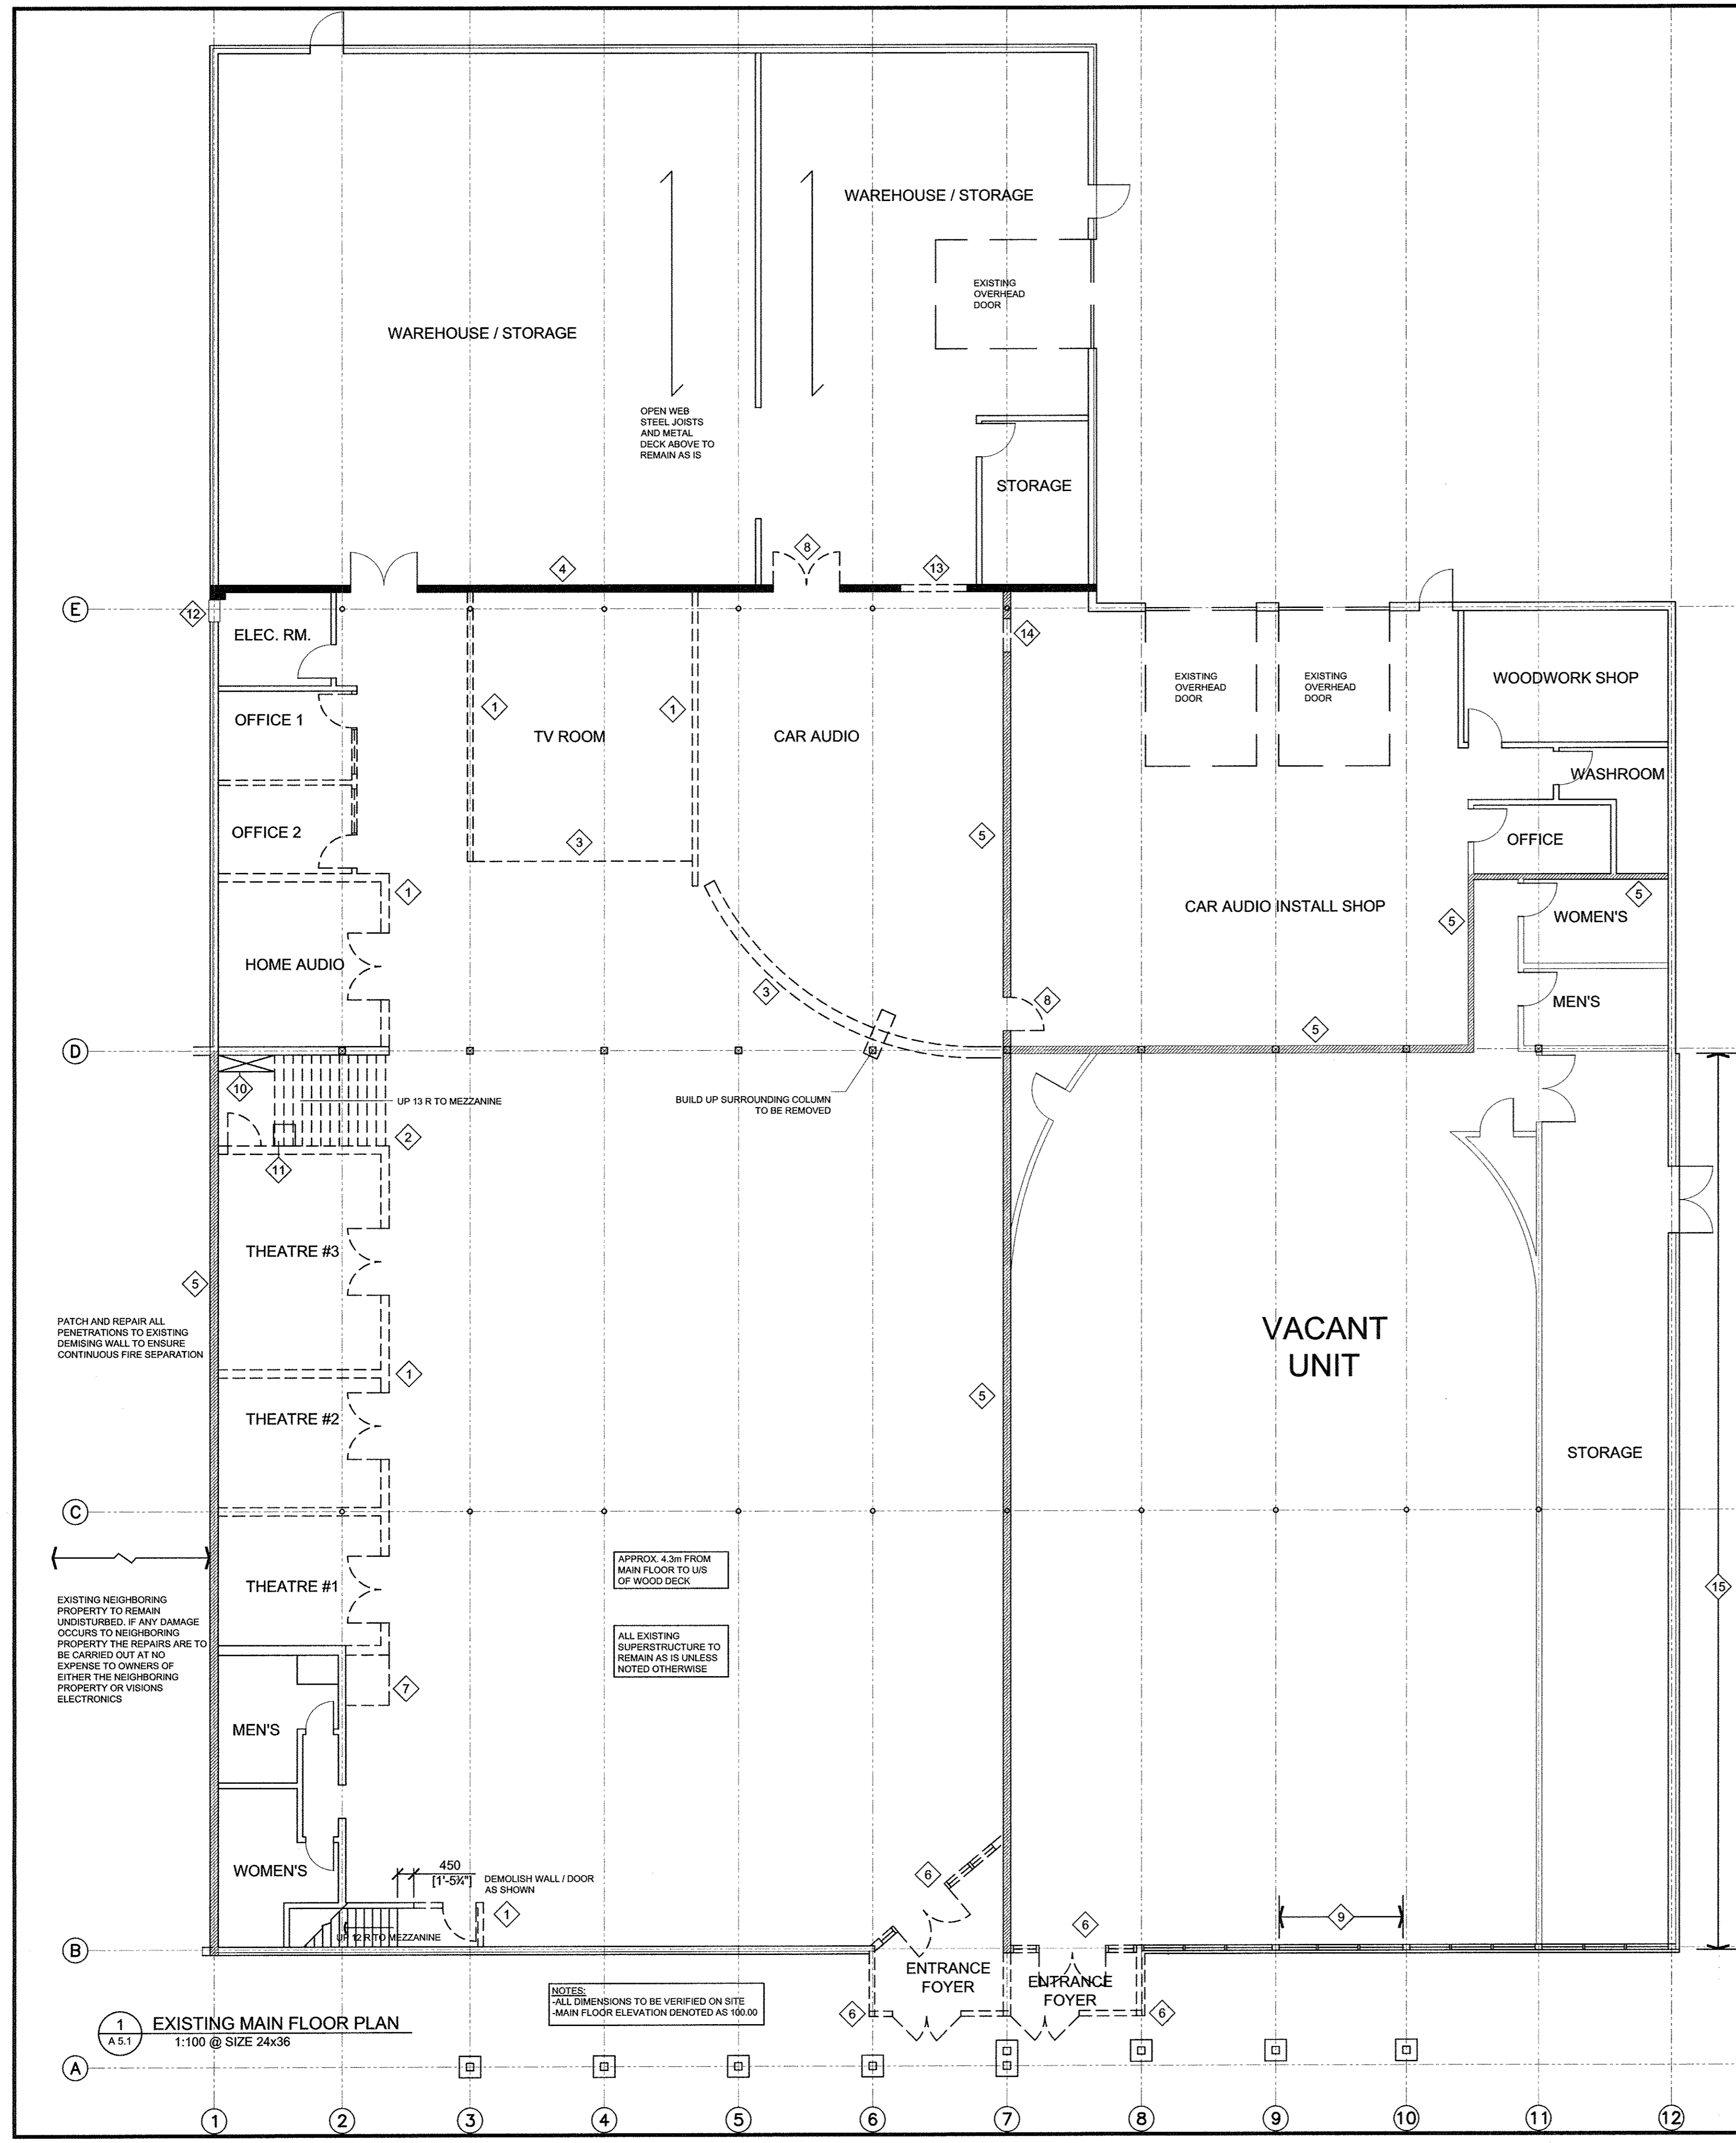 WAREHOUSE / STORAGE
EXISTING
OVERHEAD
DOOR
WAREHOUSE / STORAGE
OPEN WEB
STEEL JOISTS
AND METAL
DECK ABOVE TO
REMAIN AS IS
STORAGE
8
4
13
E
12
ELEC. RM.
14
OFFICE 1
1
TV ROOM
1
CAR AUDIO
EXISTING
OVERHEAD
DOOR
EXISTING
OVERHEAD
DOOR
WOODWORK SHOP
WASHROOM
OFFICE 2
3
5
OFFICE
1
CAR AUDIO INSTALL SHOP
5
5
WOMEN'S
HOME AUDIO
3
8
MEN'S
5
D
10
UP 13 R TO MEZZANINE
BUILD UP SURROUNDING COLUMN
TO BE REMOVED
2
11
THEATRE #3
5
PATCH AND REPAIR ALL
PENETRATIONS TO EXISTING
DEMISING WALL TO ENSURE
CONTINUOUS FIRE SEPARATION
VACANT
UNIT
1
5
THEATRE #2
STORAGE
C
APPROX. 4.3m FROM
MAIN FLOOR TO U/S
OF WOOD DECK
THEATRE #1
15
EXISTING NEIGHBORING
PROPERTY TO REMAIN
UNDISTURBED. IF ANY DAMAGE
OCCURS TO NEIGHBORING
PROPERTY THE REPAIRS ARE TO
BE CARRIED OUT AT NO
EXPENSE TO OWNERS OF
EITHER THE NEIGHBORING
PROPERTY OR VISIONS
ELECTRONICS
ALL EXISTING
SUPERSTRUCTURE TO
REMAIN AS IS UNLESS
NOTED OTHERWISE
7
MEN'S
WOMEN'S
450
[1'-5¾"]
DEMOLISH WALL / DOOR
AS SHOWN
6
1
9
6
UP 12 R TO MEZZANINE
B
ENTRANCE
FOYER
ENTRANCE
FOYER
NOTES:
-ALL DIMENSIONS TO BE VERIFIED ON SITE
-MAIN FLOOR ELEVATION DENOTED AS 100.00
6
6
1
A 5.1
EXISTING MAIN FLOOR PLAN
1:100 @ SIZE 24x36
A
1 2 3 4 5 6 7 8 9 10 11 12